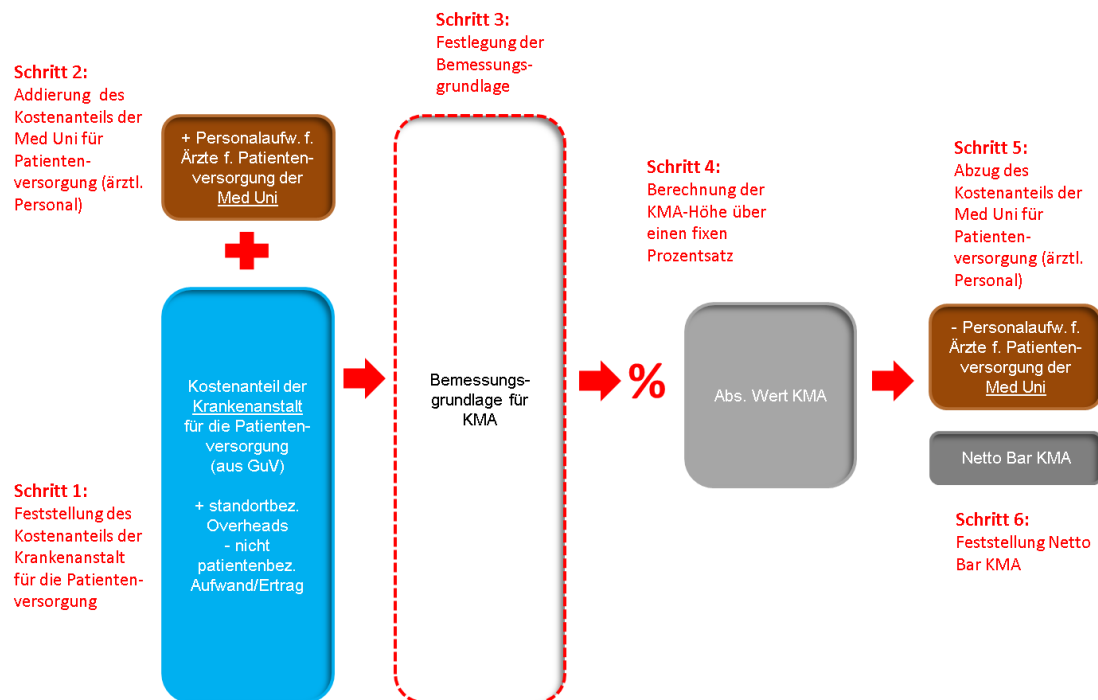 Schritt 1:
Feststellung des
Kostenanteils der
Krankenanstalt
für die Patienten-
versorgung
Kostenanteil der
Krankenanstalt
für die Patienten-
versorgung
(aus GuV)
+ standortbez.
Overheads
- nicht
patientenbez.
Aufwand/Ertrag
Schritt 2:
Addierung des
Kostenanteils der
Med Uni für
Patienten-
versorgung (ärztl.
Personal)
+ Personalaufw. f.
Ärzte f. Patienten-
versorgung der
Med Uni
Schritt 3:
Festlegung der
Bemessungs-
grundlage
Bemessungs-
grundlage für
KMA
Schritt 4:
Berechnung der
KMA-Höhe über
einen fixen
Prozentsatz
%
Abs. Wert KMA
Schritt 5:
Abzug des
Kostenanteils der
Med Uni für
Patienten-
versorgung (ärztl.
Personal)
- Personalaufw. f.
Ärzte f. Patienten-
versorgung der
Med Uni
Netto Bar KMA
Schritt 6:
Feststellung Netto
Bar KMA